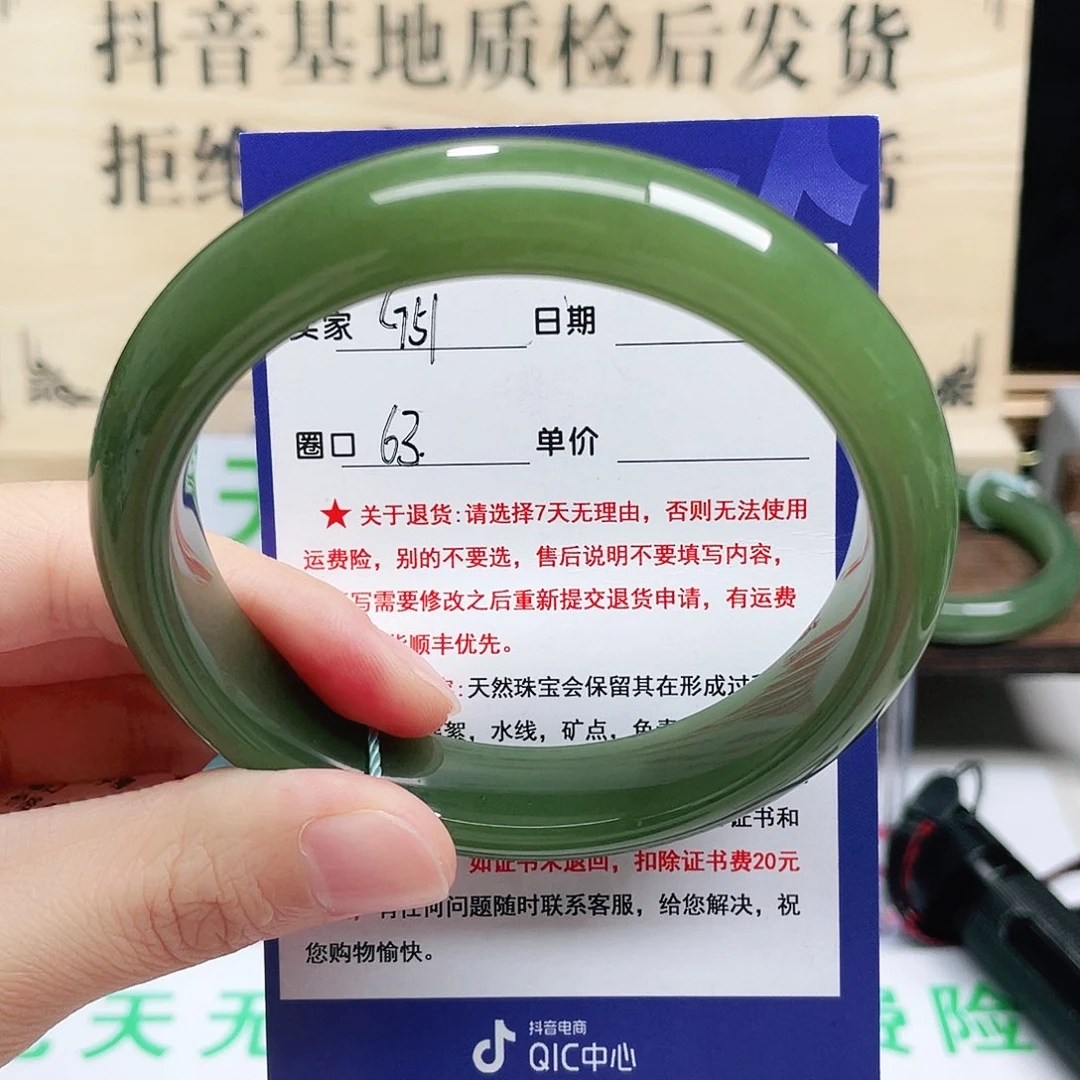 抖音基地质检后发货
拒绝
卖家 751 日期
圈口 63. 单价
★关于退货:请选择7天无理由，否则无法使用
运费险，别的不要选，售后说明不要填写内容，
写需要修改之后重新提交退货申请，有运费
顺丰优先。
:天然珠宝会保留其在形成过
絮，水线，矿点，色
证书和
如证书未退回，扣除证书费20元
有任何问题随时联系客服，给您解决，祝
您购物愉快。
天无 险
抖音电商
QIC中心